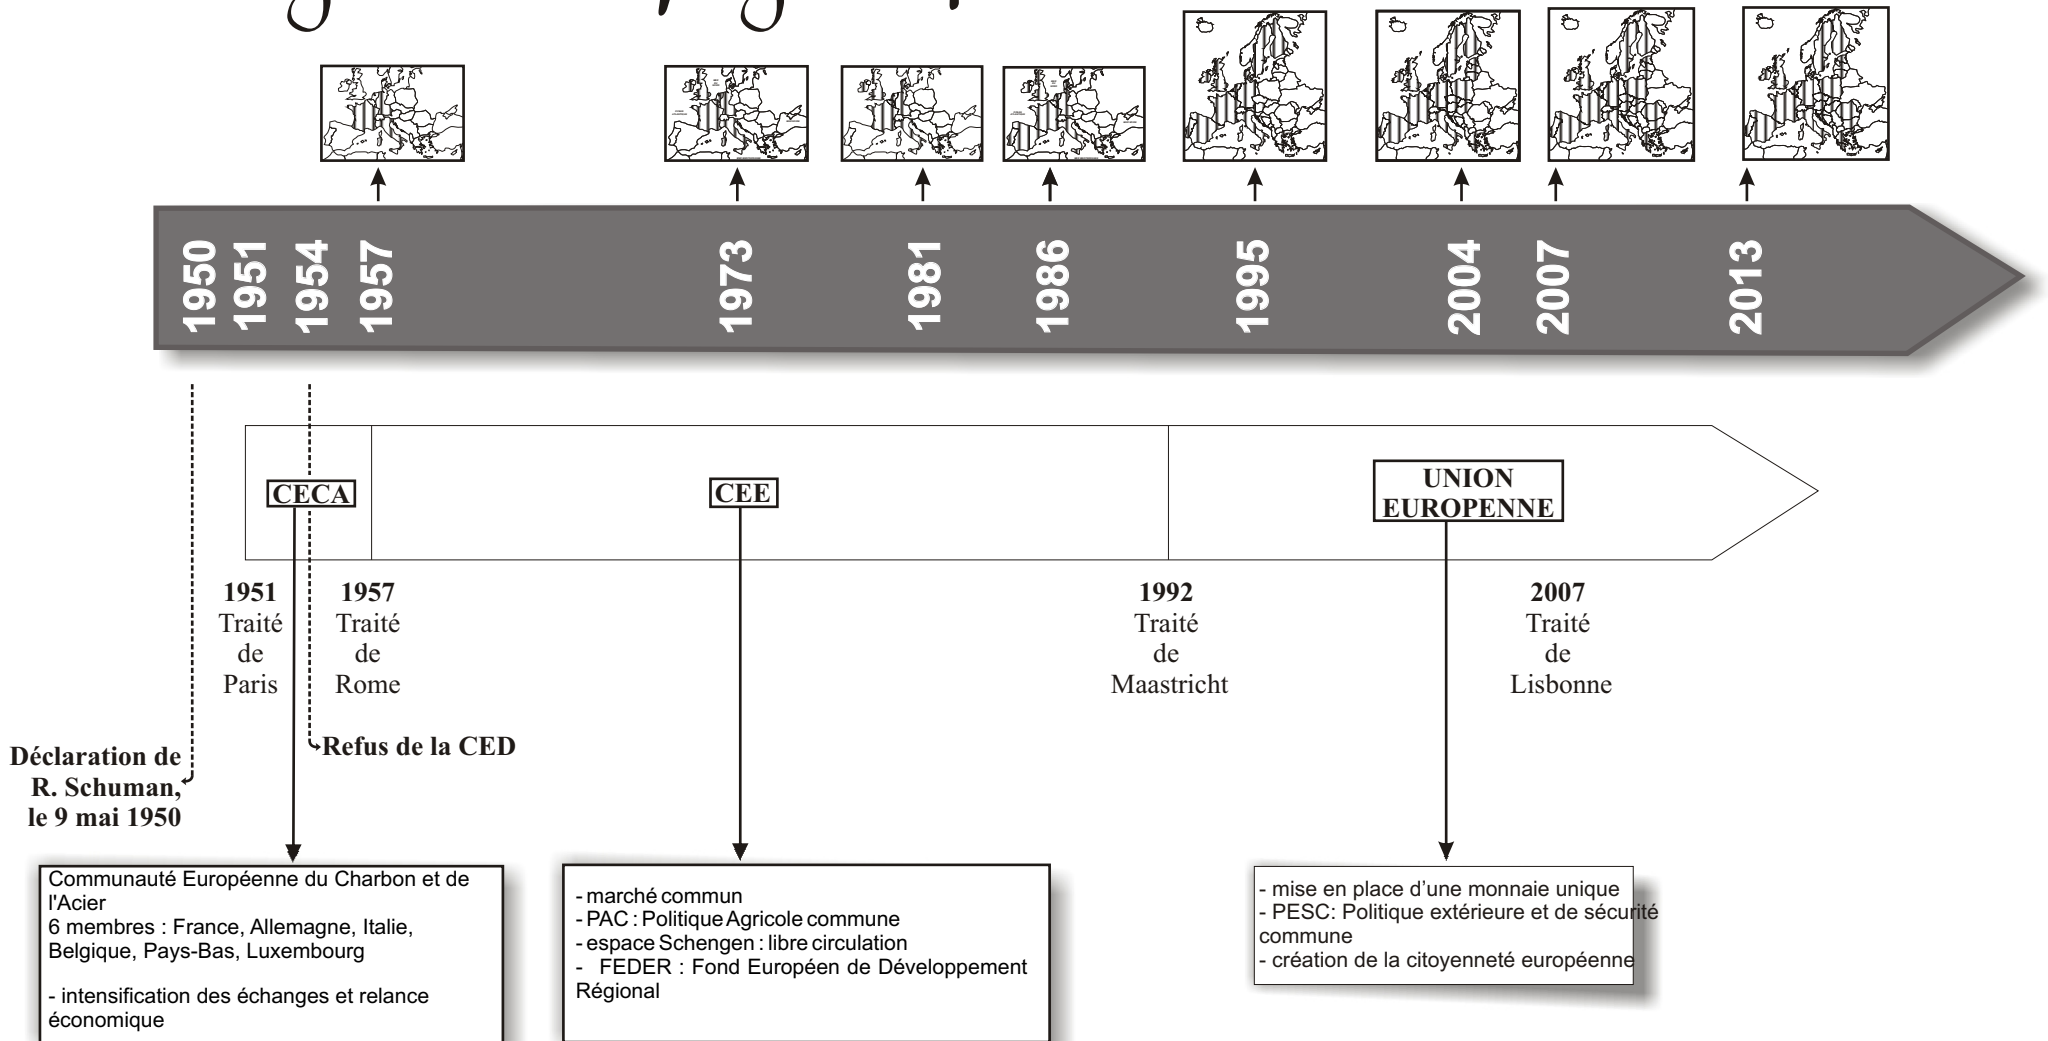 1950
1951
1954
1957
1973
1981
1986
1995
2004
2007
2013
CECA
CEE
UNION
EUROPENNE
1951
Traité
de
Paris
1957
Traité
de
Rome
1992
Traité
de
Maastricht
2007
Traité
de
Lisbonne
Déclaration de
R. Schuman,
le 9 mai 1950
Refus de la CED
Communauté Européenne du Charbon et de
l'Acier
6 membres : France, Allemagne, Italie,
Belgique, Pays-Bas, Luxembourg
- intensification des échanges et relance
économique
- marché commun
- PAC : Politique Agricole commune
- espace Schengen : libre circulation
- FEDER : Fond Européen de Développement
Régional
- mise en place d’une monnaie unique
- PESC: Politique extérieure et de sécurité
commune
- création de la citoyenneté européenne